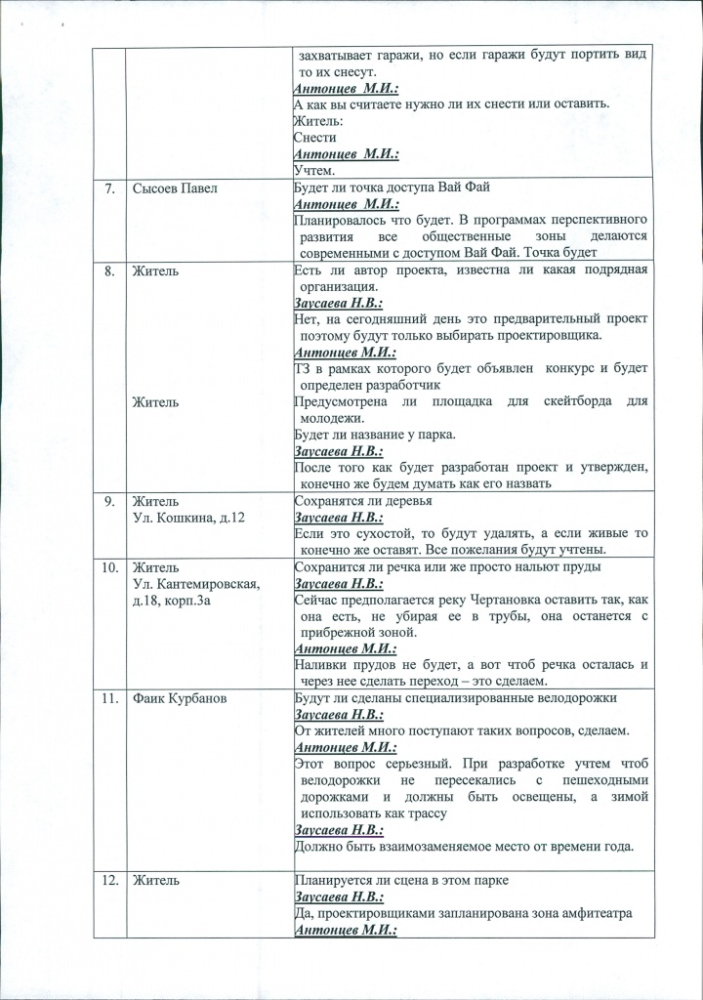 захватывает гаражи, но если гаражи будут портить вид
то их снесут.
Антонцев М.И.:
А как вы считаете нужно ли их снести или оставить.
Житель:
Снести
Антонцев М.И.:
Учтем.
7. Сысоев Павел Будет ли точка доступа Вай Фай
Антонцев М.И.:
Планировалось что будет. В программах перспективного
развития все общественные зоны делаются
современными с доступом Вай Фай. Точка будет
8. Житель Есть ли автор проекта, известна ли какая подрядная
организация.
Заусаева Н.В.:
Нет, на сегодняшний день это предварительный проект
поэтому будут только выбирать проектировщика.
Антонцев М.И.:
ТЗ в рамках которого будет объявлен конкурс и будет
определен разработчик
Житель Предусмотрена ли площадка для скейтборда для
молодежи.
Будет ли название у парка.
Заусаева Н.В.:
После того как будет разработан проект и утвержден,
конечно же будем думать как его назвать
9. Житель Сохранятся ли деревья
Ул. Кошкина, д.12 Заусаева Н.В.:
Если это сухостой, то будут удалять, а если живые то
конечно же оставят. Все пожелания будут учтены.
10. Житель Сохранится ли речка или же просто нальют пруды
Ул. Кантемировская, Заусаева Н.В.:
д.18, корп.3а Сейчас предполагается реку Чертановка оставить так, как
она есть, не убирая ее в трубы, она останется с
прибрежной зоной.
Антонцев М.И.:
Наливки прудов не будет, а вот чтоб речка осталась и
через нее сделать переход – это сделаем.
11. Фаик Курбанов Будут ли сделаны специализированные велодорожки
Заусаева Н.В.:
От жителей много поступают таких вопросов, сделаем.
Антонцев М.И.:
Этот вопрос серьезный. При разработке учтем чтоб
велодорожки не пересекались с пешеходными
дорожками и должны быть освещены, а зимой
использовать как трассу
Заусаева Н.В.:
Должно быть взаимозаменяемое место от времени года.
12. Житель Планируется ли сцена в этом парке
Заусаева Н.В.:
Да, проектировщиками запланирована зона амфитеатра
Антонцев М.И.: